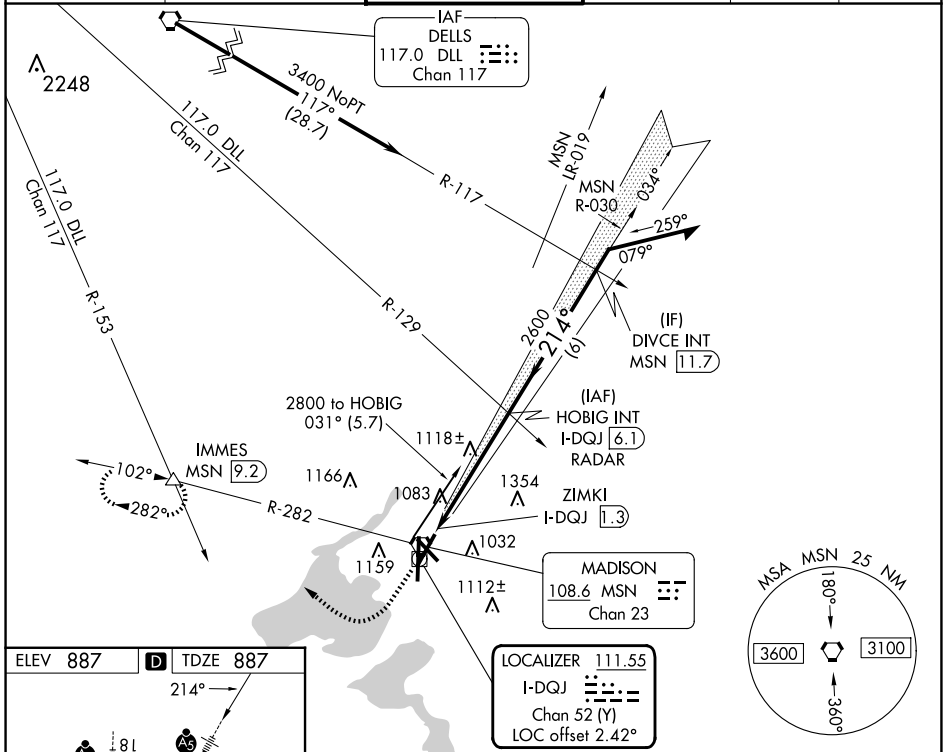 IAF
DELLS
117.0 DLL
Chan 117
2248
3400 NoPT
117°
(28.7)
117.0 DLL
Chan 117
R-117
MSN
LR-019
MSN
R-030
034°
259°
079°
117.0 DLL
Chan 117
R-153
R-129
2600
214°
(6)
(IF)
DIVCE INT
MSN 11.7
2800 to HOBIG
031° (5.7)
(IAF)
HOBIG INT
I-DQJ 6.1
RADAR
1118±
IMMES
MSN 9.2
102°
282°
R-282
1166
1083
1354
ZIMKI
I-DQJ 1.3
1159
1032
1112±
MADISON
108.6 MSN
Chan 23
MSA MSN 25 NM
180°
3600
3100
360°
LOCALIZER 111.55
I-DQJ
Chan 52 (Y)
LOC offset 2.42°
ELEV 887 D TDZE 887
214°
18
A5